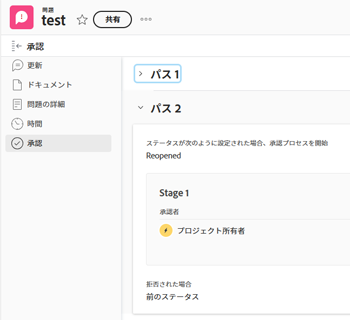 問題
test
共有
承認
更新
ドキュメント
問題の詳細
時間
承認
パス 1
パス 2
ステータスが次のように設定された場合、承認プロセスを開始
Reopened
Stage 1
承認者
プロジェクト所有者
拒否された場合
前のステータス